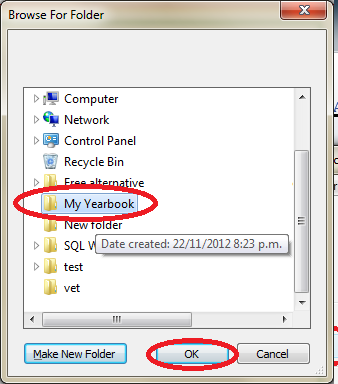 Browse For Folder
Computer
Network
Control Panel
Recycle Bin
Free alternative
My Yearbook
New folder
SQL W
Date created: 22/11/2012 8:23 p.m.
test
vet
Make New Folder
OK
Cancel